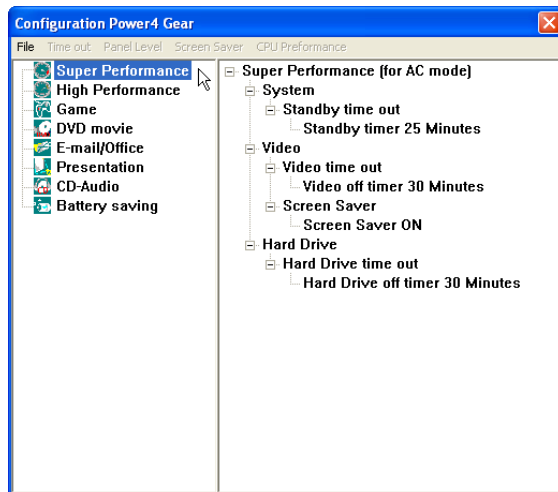 Configuration Power4 Gear
File Time out Panel Level Screen Saver CPU Preformance
Super Performance
High Performance
Game
DVD movie
E-mail/Office
Presentation
CD-Audio
Battery saving
Super Performance (for AC mode)
System
Standby time out
Standby timer 25 Minutes
Video
Video time out
Video off timer 30 Minutes
Screen Saver
Screen Saver ON
Hard Drive
Hard Drive time out
Hard Drive off timer 30 Minutes